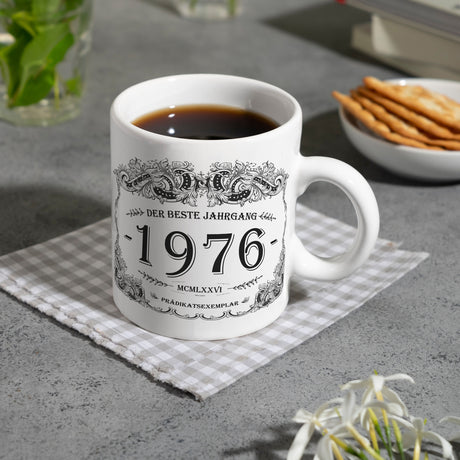 DER BESTE JAHRGANG
-1976-
MCMLXXVI
PRÄDIKATSEXEMPLAR